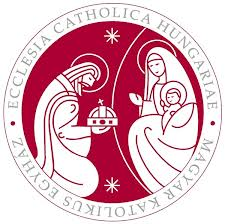 ECCLESIA CATHOLICA HUNGARIAE
MAGYAR KATOLIKUS EGYHÁZ